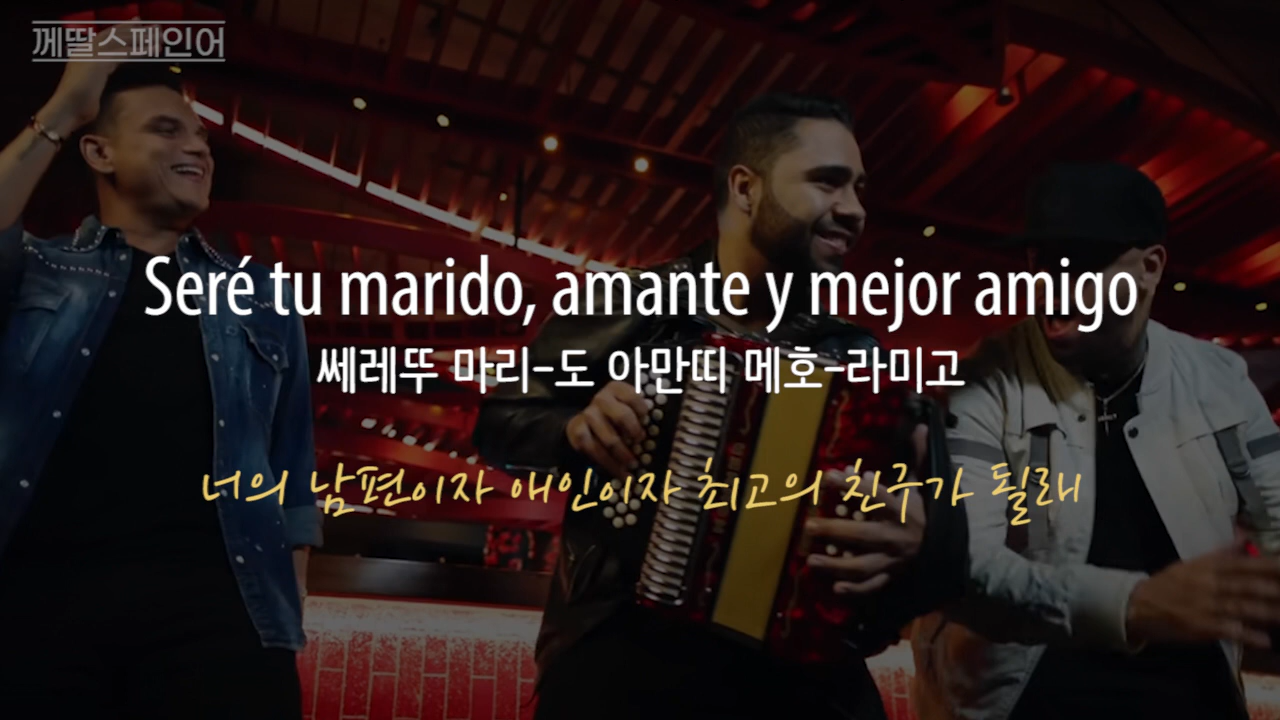 께딸스페인어
Seré tu marido, amante y mejor amigo
쎄레뚜 마리-도 아만띠 메호-라미고
너의 남편이자 애인이자 최고의 친구가 될래